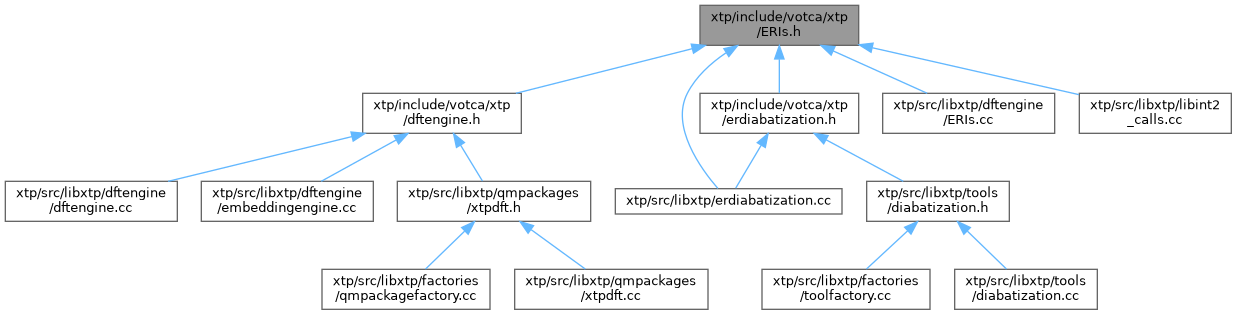 xtp/include/votca/xtp
/ERIs.h
xtp/include/votca/xtp
/dftengine.h
xtp/include/votca/xtp
/erdiabatization.h
xtp/src/libxtp/dftengine
/ERIs.cc
xtp/src/libxtp/libint2
_calls.cc
xtp/src/libxtp/dftengine
/dftengine.cc
xtp/src/libxtp/dftengine
/embeddingengine.cc
xtp/src/libxtp/qmpackages
/xtpdft.h
xtp/src/libxtp/erdiabatization.cc
xtp/src/libxtp/tools
/diabatization.h
xtp/src/libxtp/factories
/qmpackagefactory.cc
xtp/src/libxtp/qmpackages
/xtpdft.cc
xtp/src/libxtp/factories
/toolfactory.cc
xtp/src/libxtp/tools
/diabatization.cc